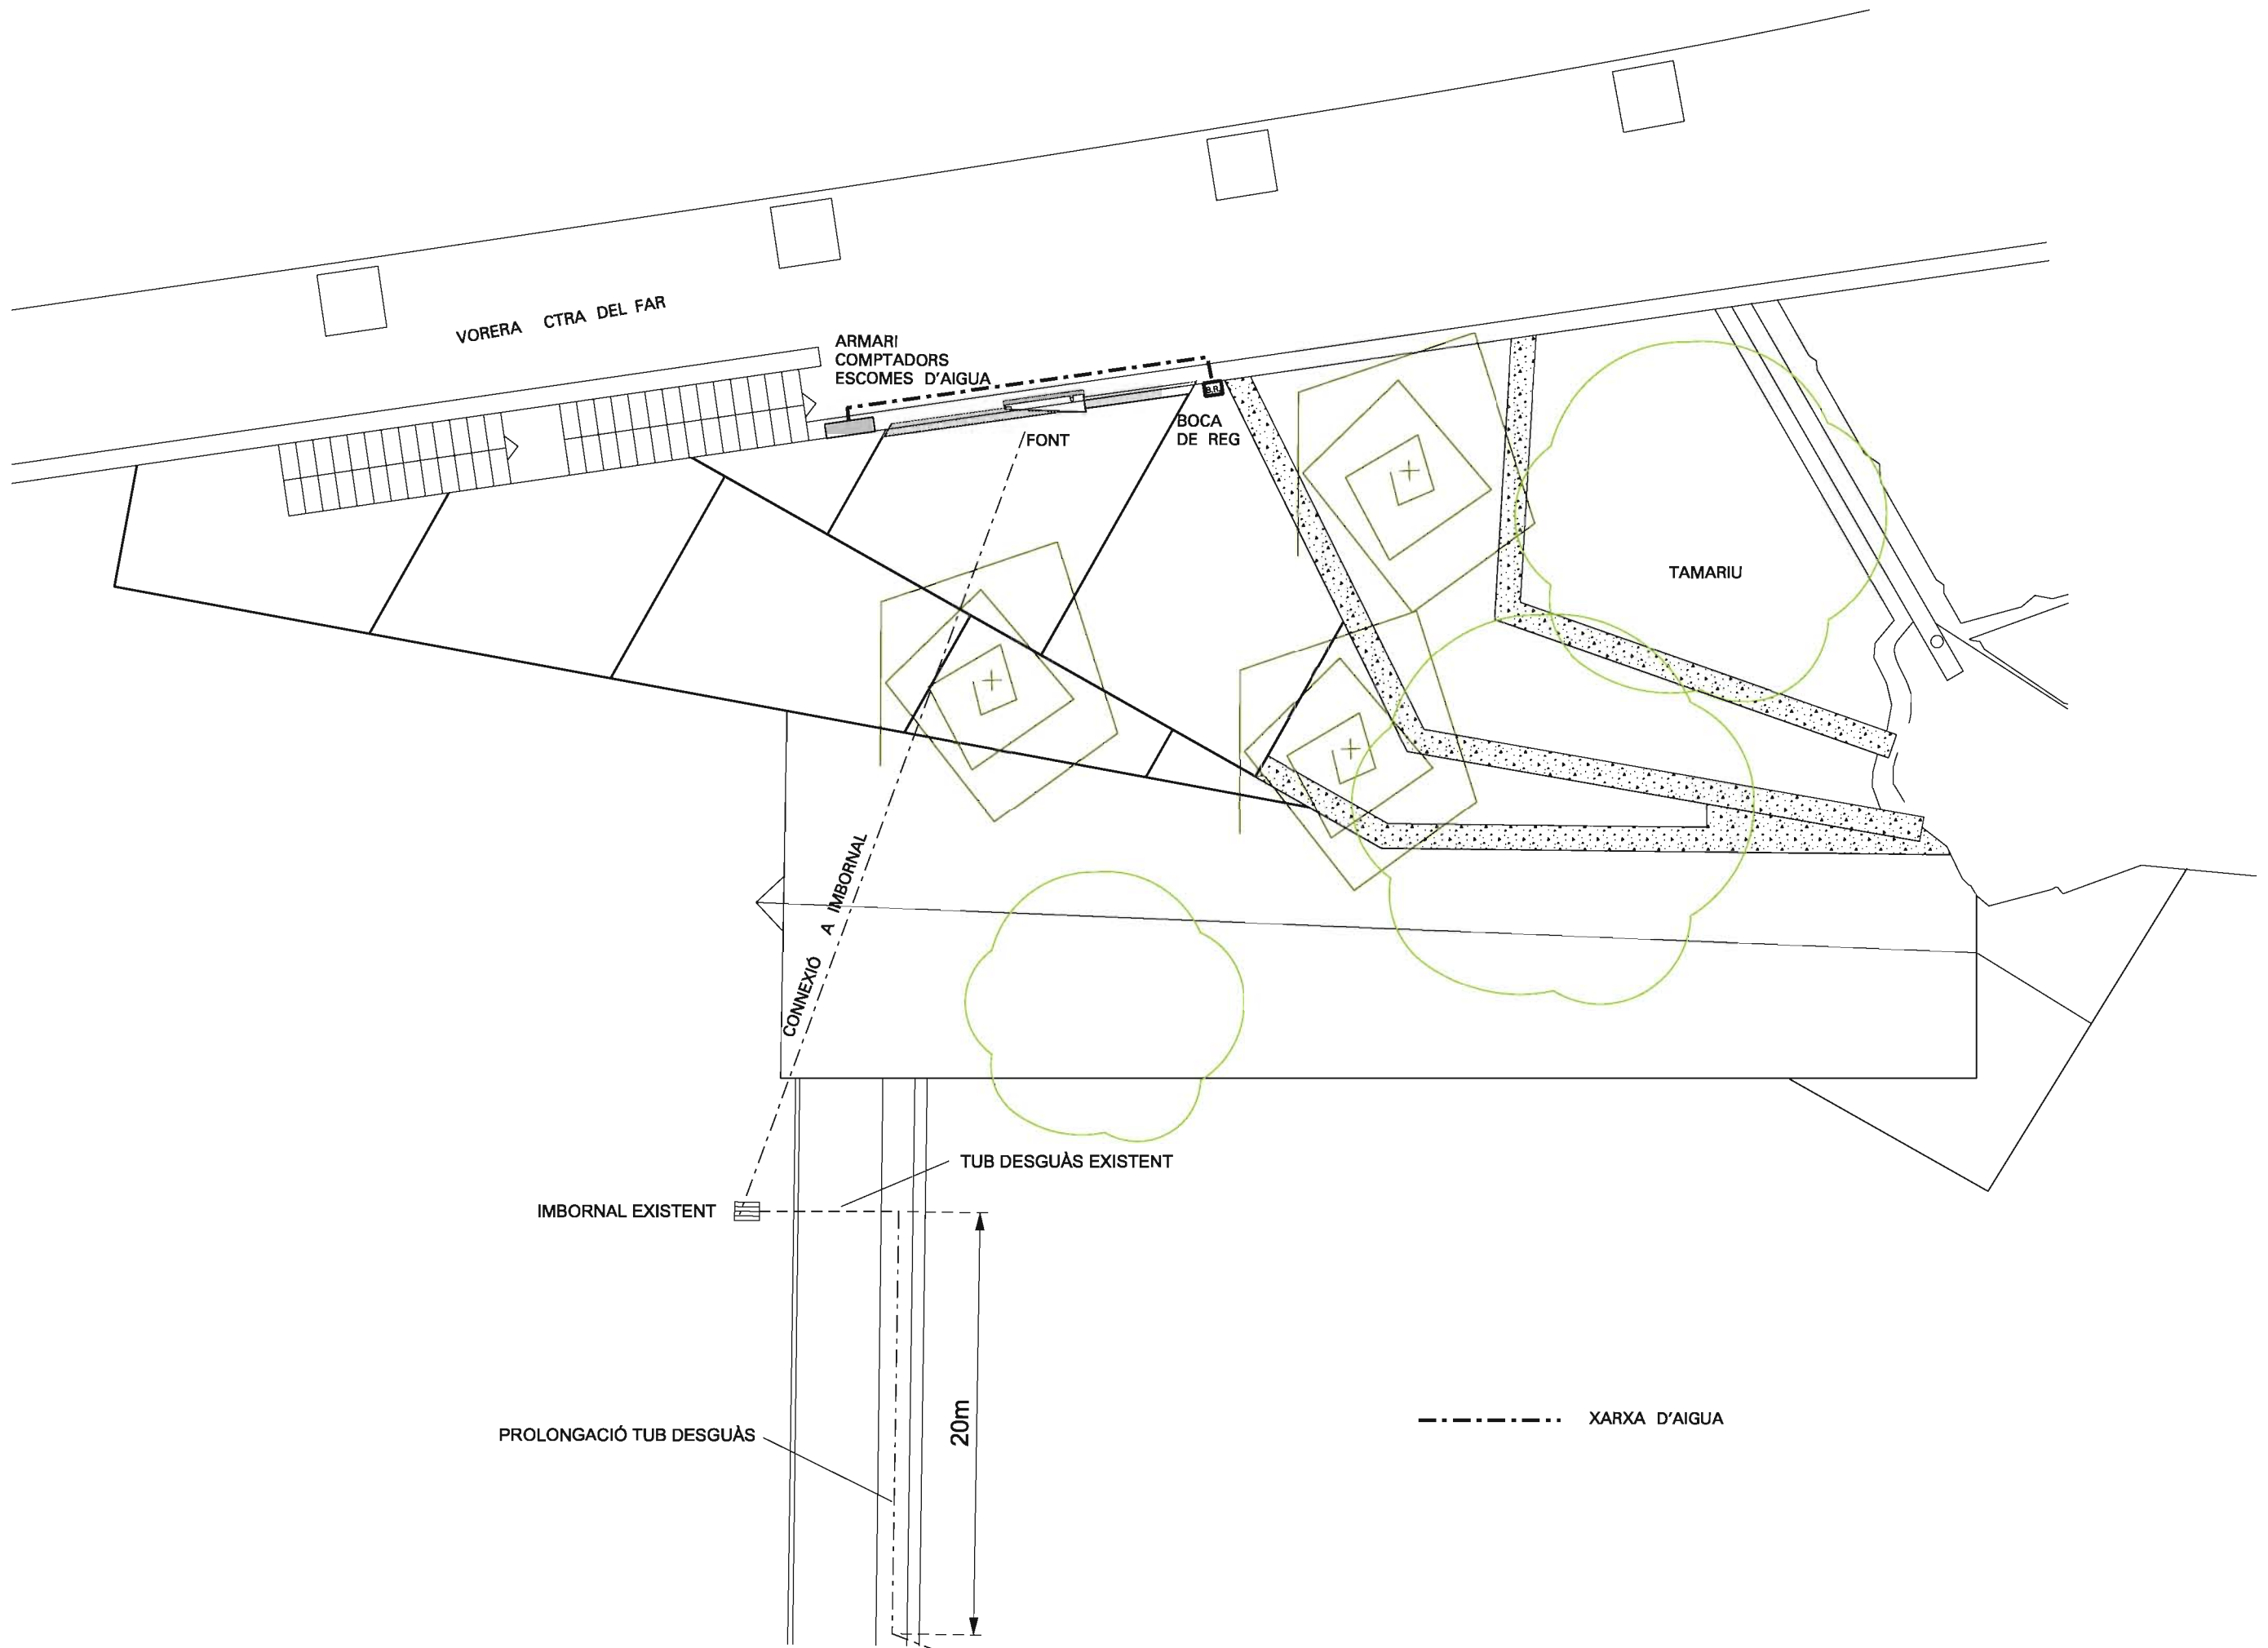 VORERA CTRA DEL FAR
ARMARI
COMPTADORS
ESCOMES D'AIGUA
B.R.
BOCA
DE REG
FONT
TAMARIU
CONNEXIÓ A IMBORNAL
TUB DESGUÀS EXISTENT
IMBORNAL EXISTENT
20m
PROLONGACIÓ TUB DESGUÀS
XARXA D'AIGUA